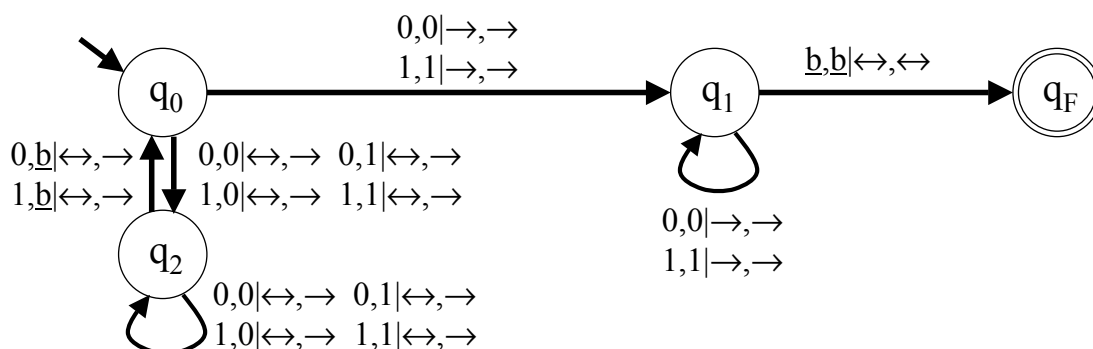 0,0|→,→
1,1|→,→
b,b|↔,↔
q0
q1
qF
0,b|↔,→
1,b|↔,→
0,0|↔,→ 0,1|↔,→
1,0|↔,→ 1,1|↔,→
0,0|→,→
1,1|→,→
q2
0,0|↔,→ 0,1|↔,→
1,0|↔,→ 1,1|↔,→